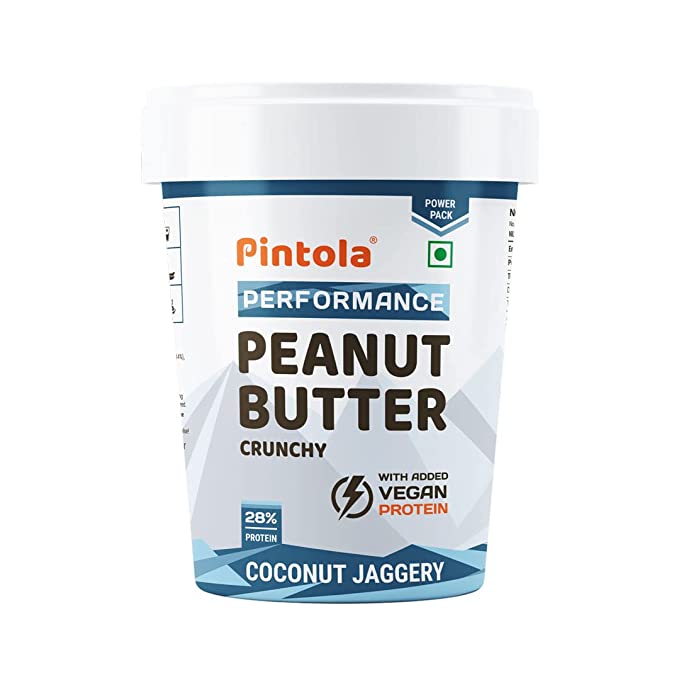 POWER
PACK
Pintola®
PERFORMANCE
PEANUT
BUTTER
CRUNCHY
WITH ADDED
VEGAN
PROTEIN
28%
PROTEIN
COCONUT JAGGERY